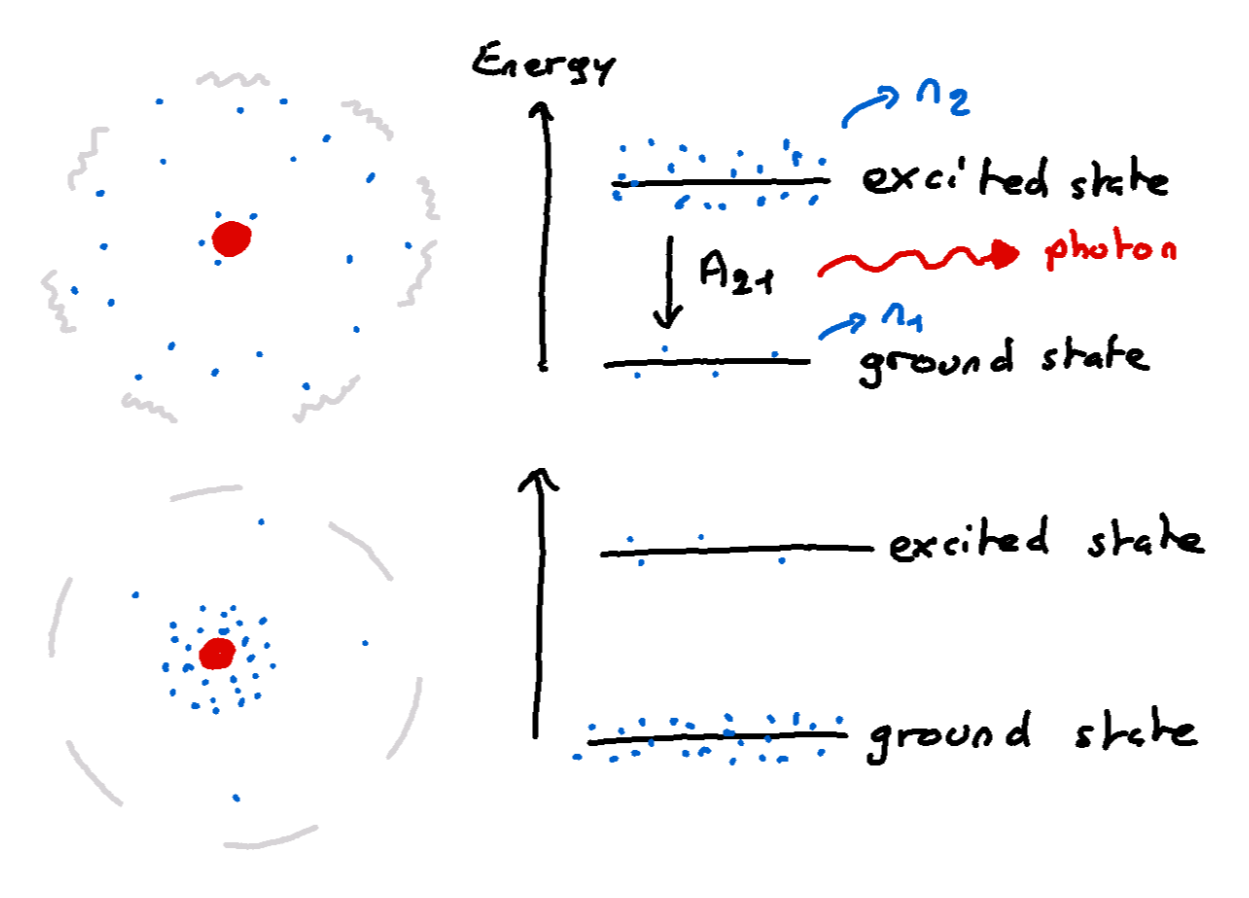 Energy
n2
excited state
A21
photon
n1
ground state
excited state
ground state